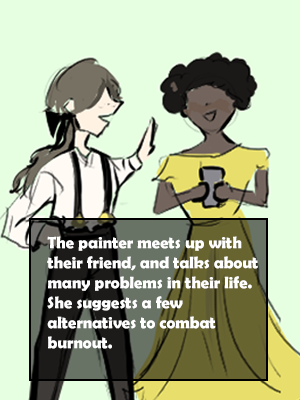 The painter meets up with
their friend, and talks about
many problems in their life.
She suggests a few
alternatives to combat
burnout.